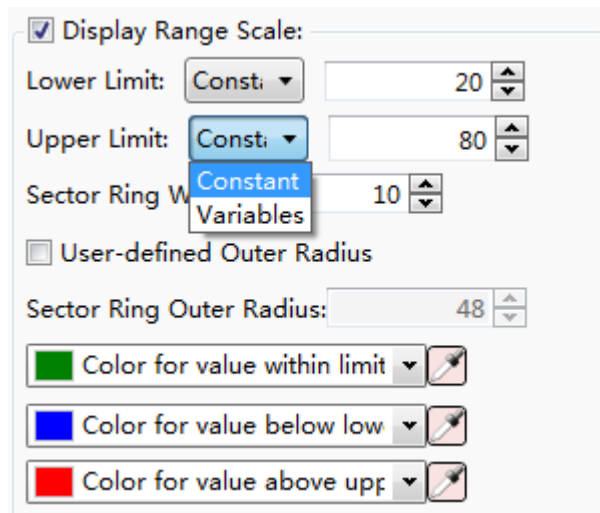 Display Range Scale:
Lower Limit: Consta 20
Upper Limit: Consta 80
Constant
Sector Ring W 10
Variables
User-defined Outer Radius
Sector Ring Outer Radius: 48
Color for value within limit
Color for value below low
Color for value above upp